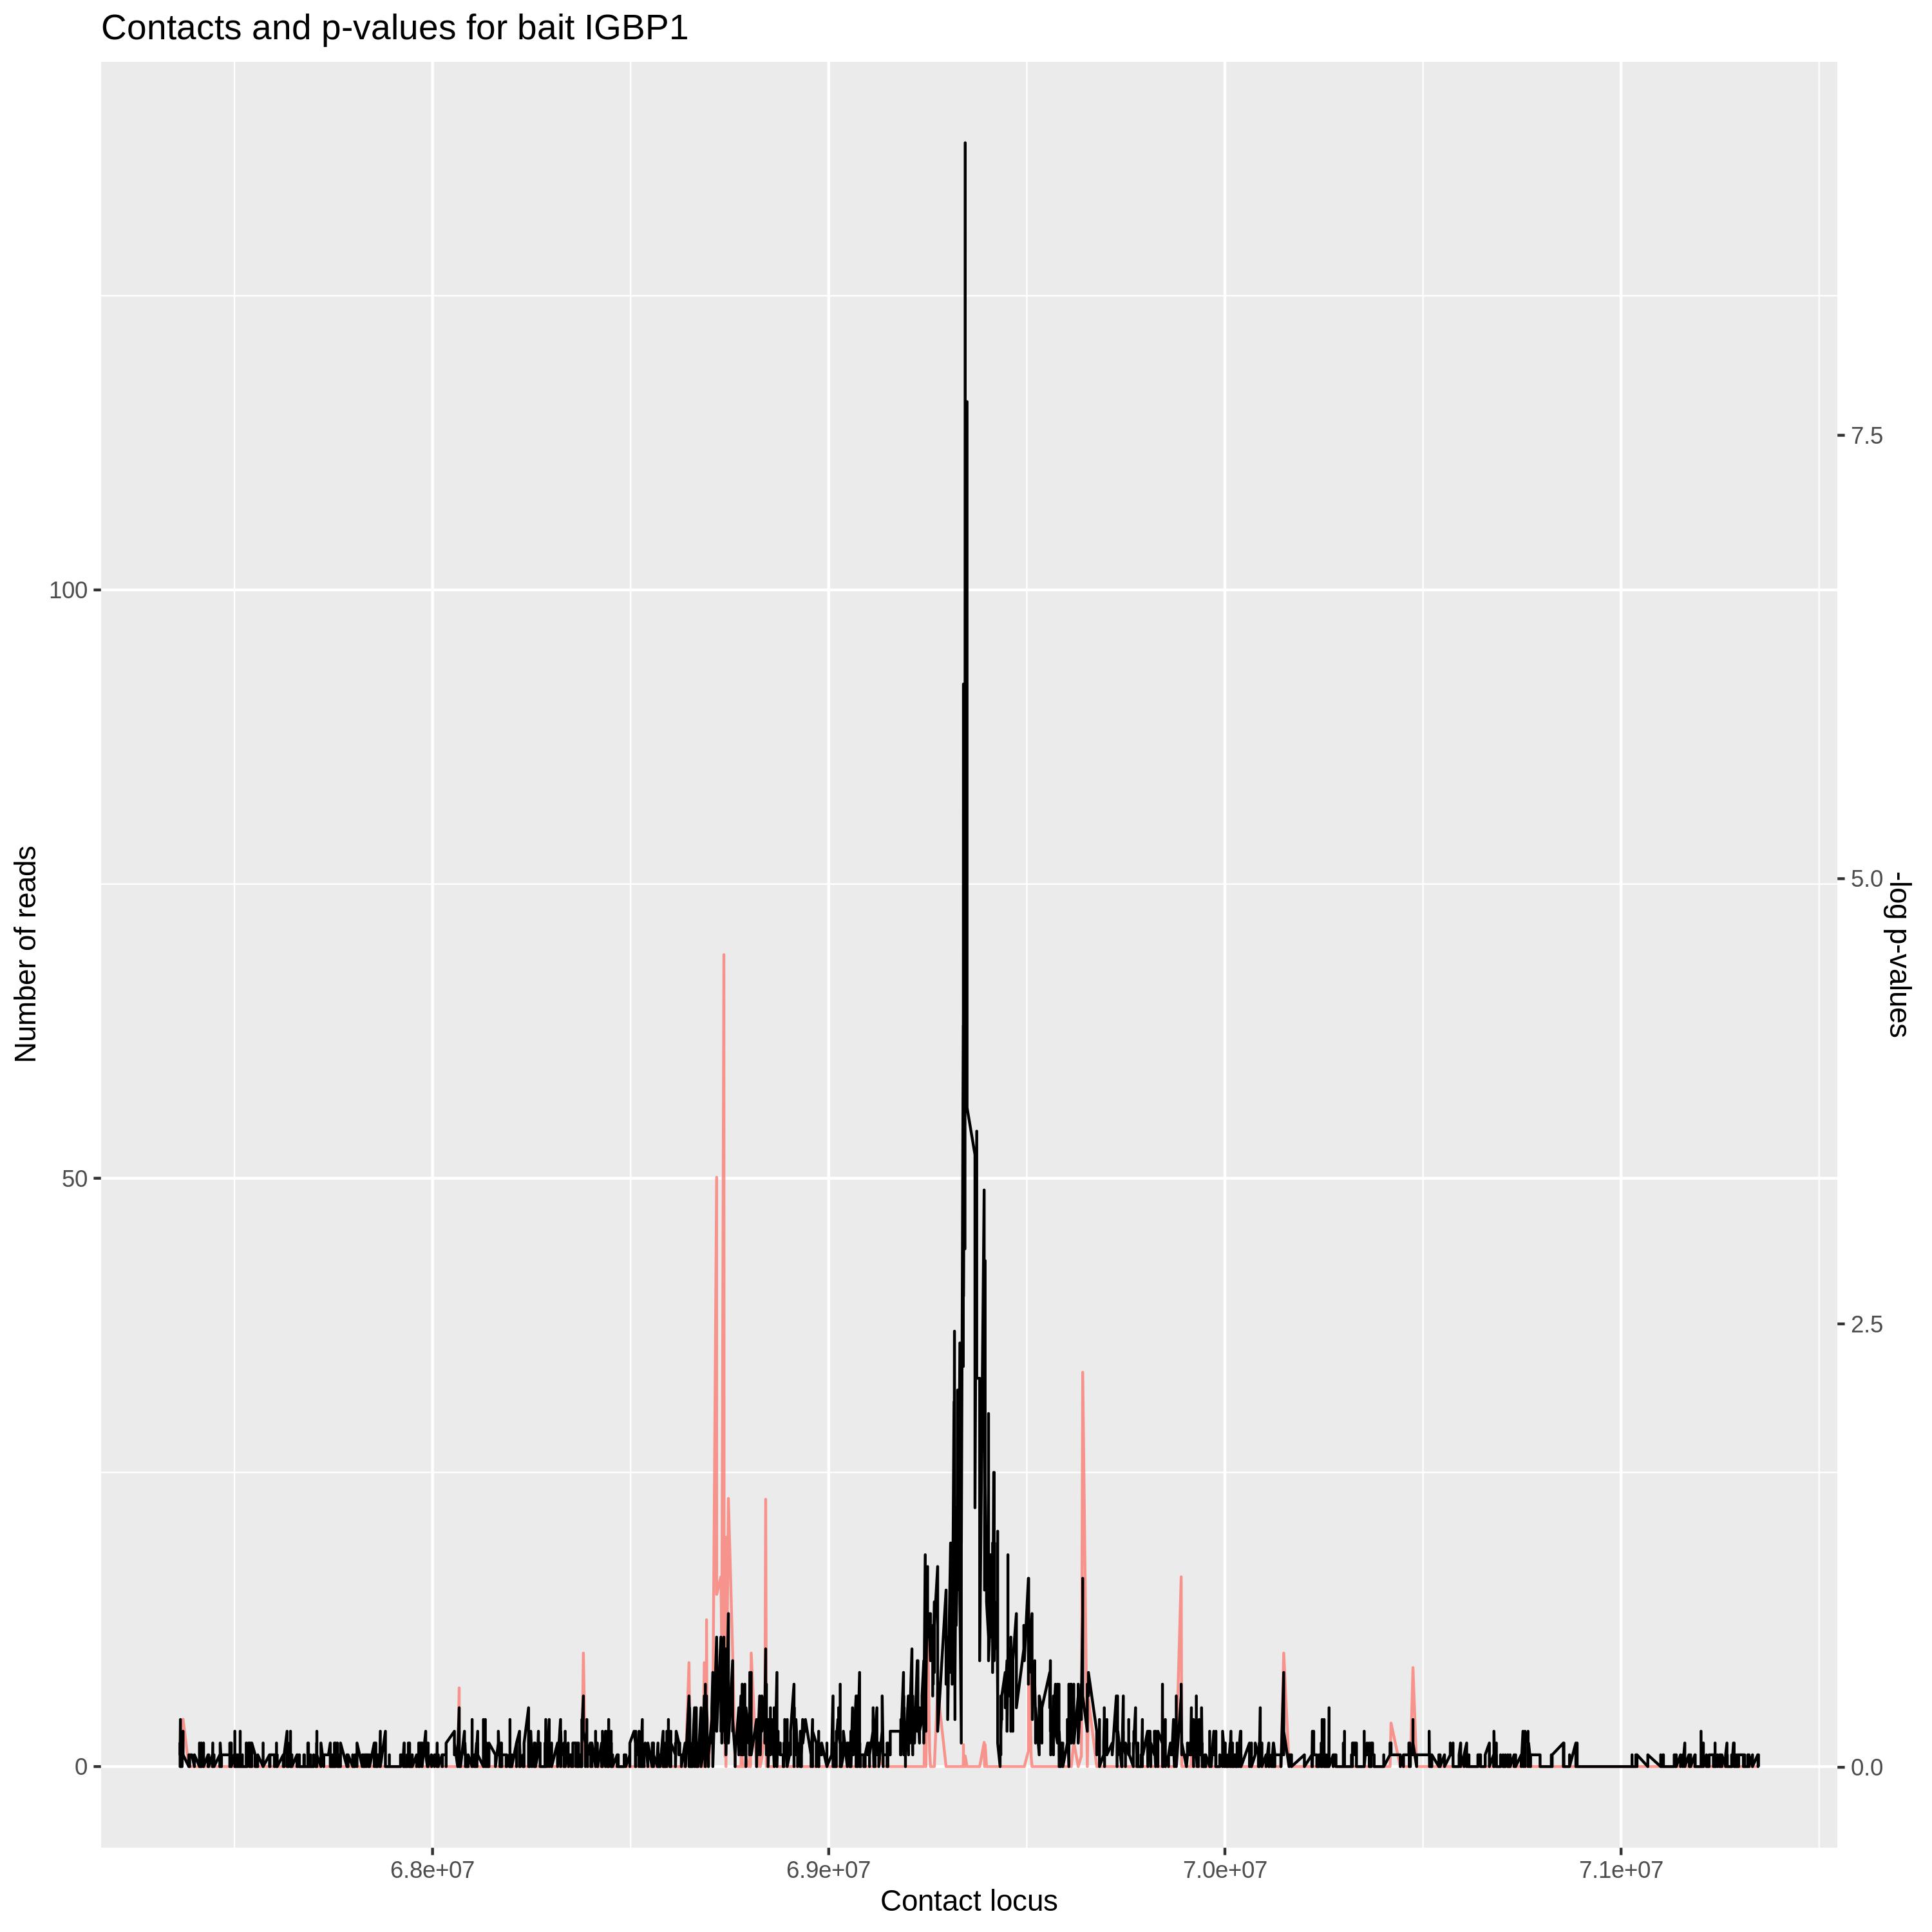 Contacts and p-values for bait IGBP1
100
50
0
Number of reads
7.5
5.0
2.5
0.0
-log p-values
6.8e+07 6.9e+07 7.0e+07 7.1e+07
Contact locus